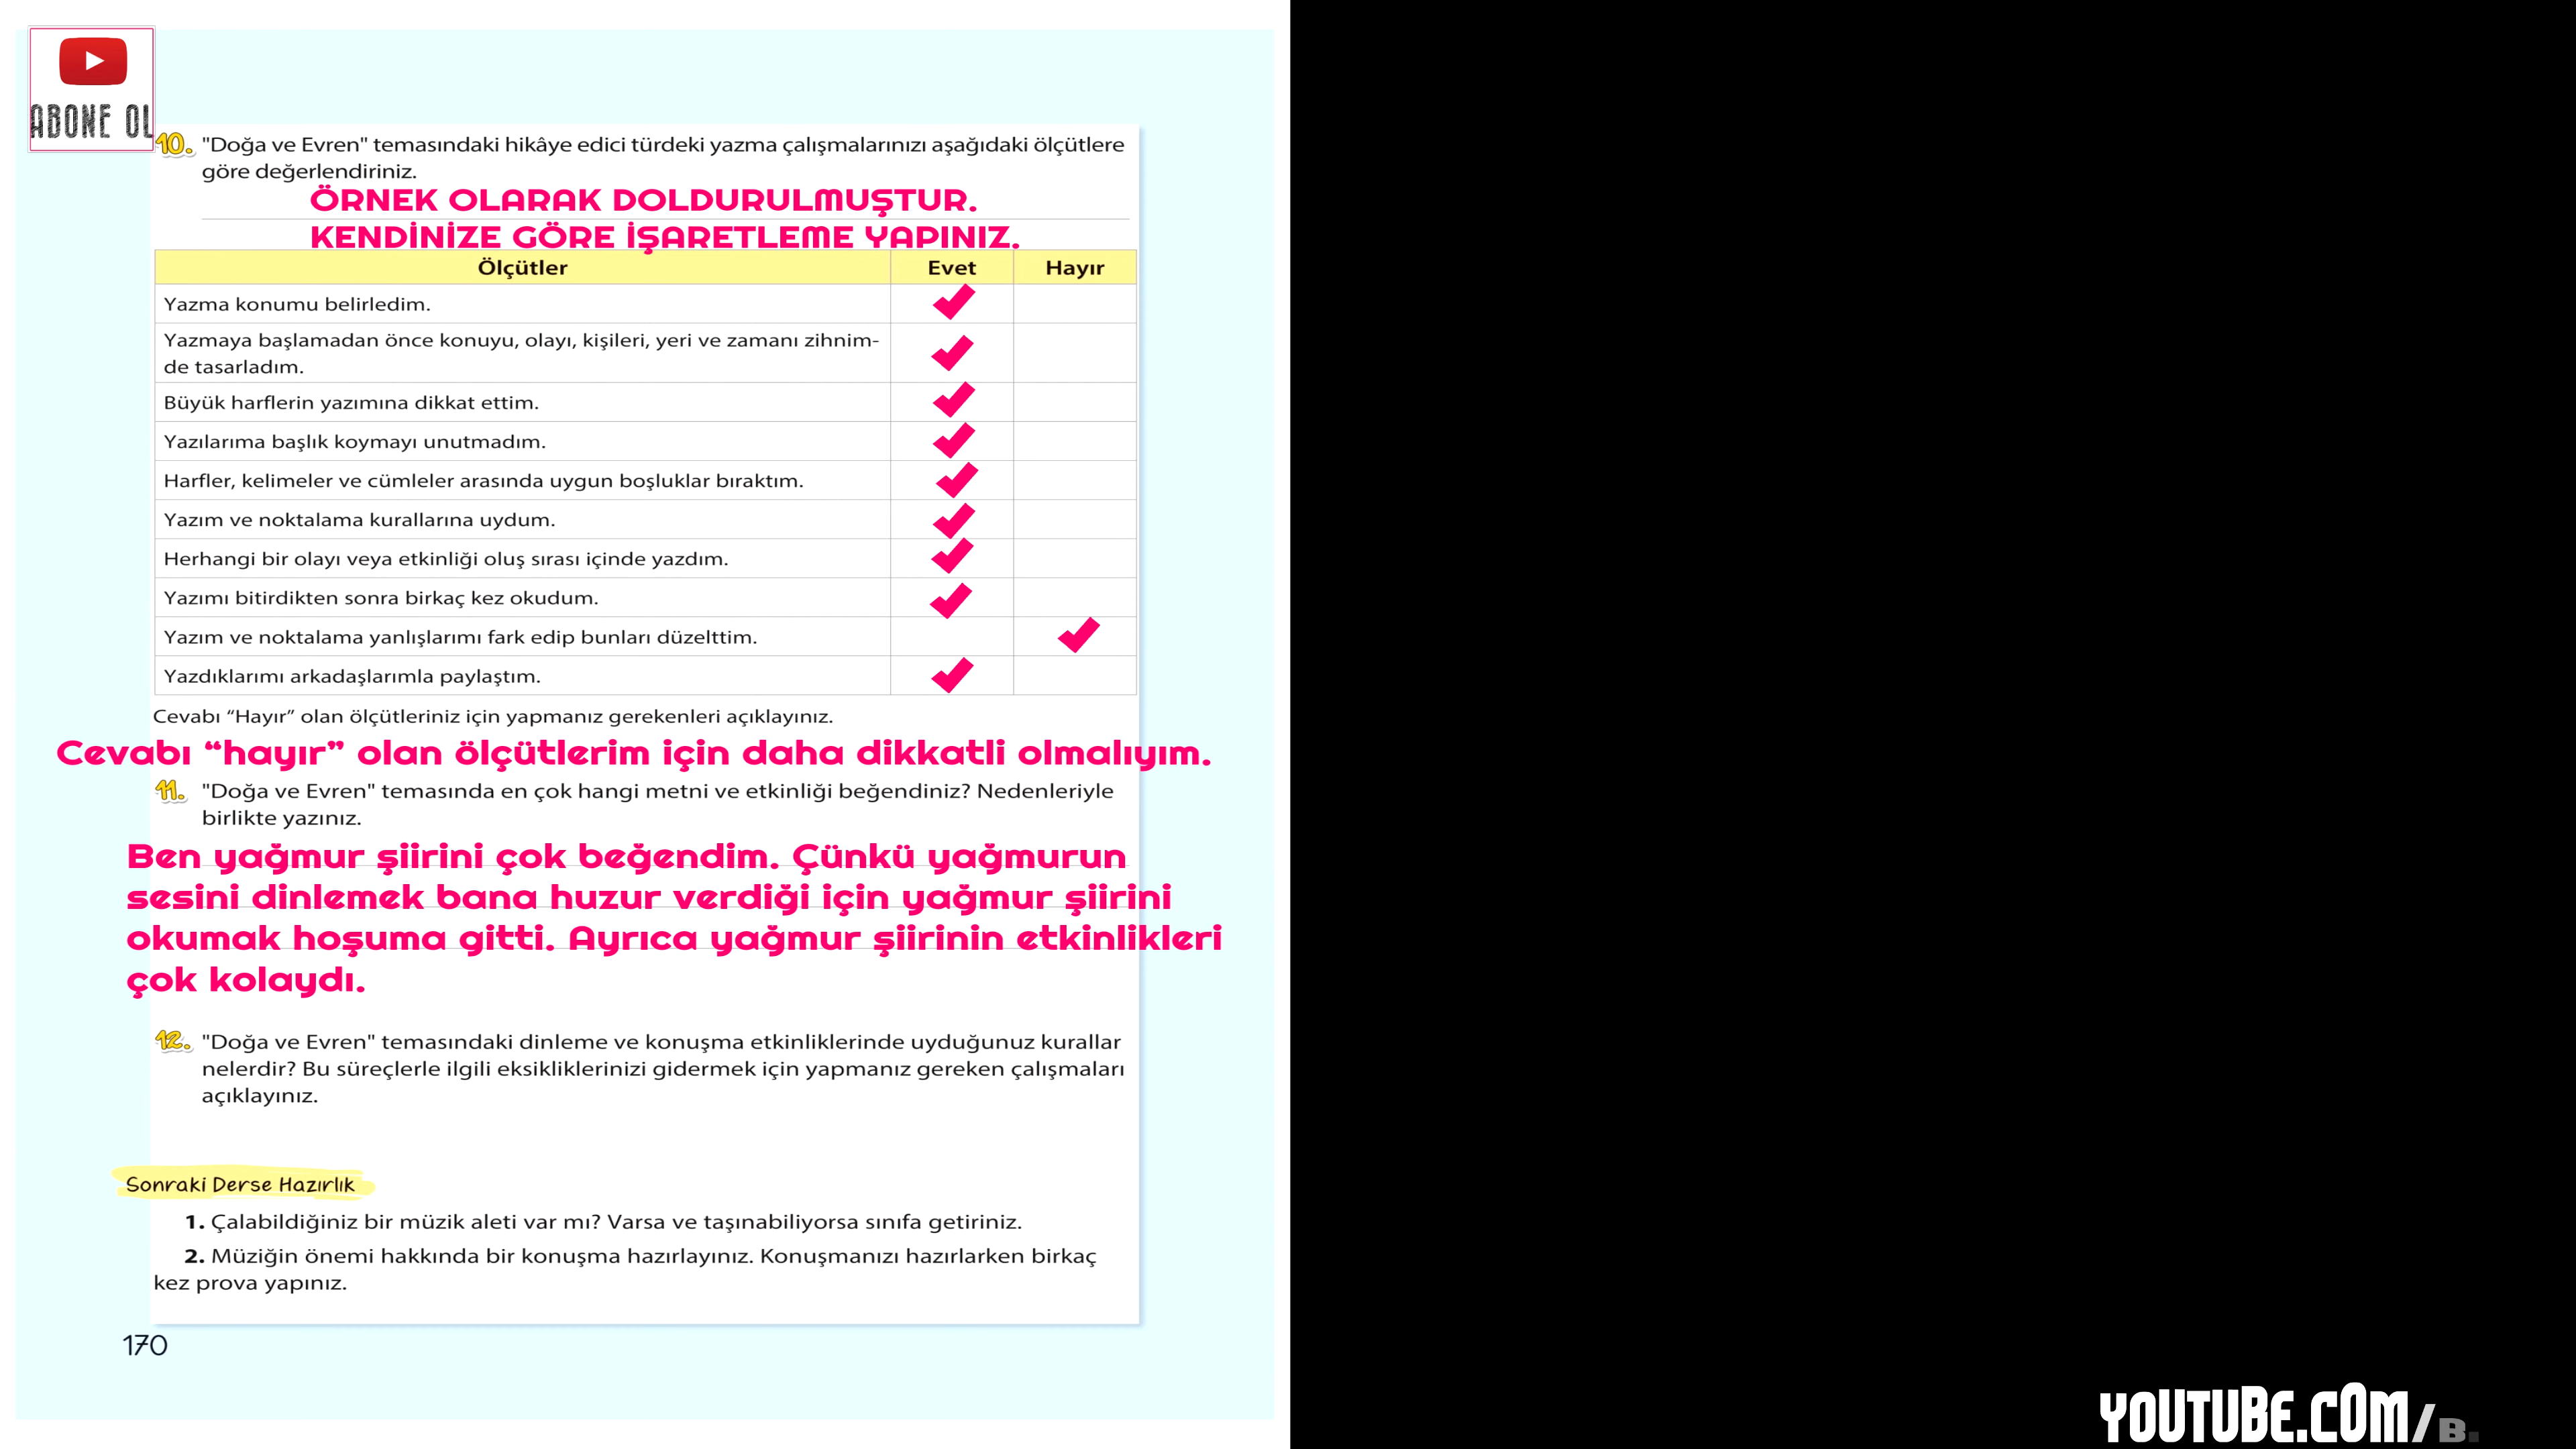 ABONE OL
10. "Doğa ve Evren" temasındaki hikâye edici türdeki yazma çalışmalarınızı aşağıdaki ölçütlere
göre değerlendiriniz.
ÖRNEK OLARAK DOLDURULMUŞTUR.
KENDİNİZE GÖRE İŞARETLEME YAPINIZ.
Ölçütler Evet Hayır
Yazma konumu belirledim.
Yazmaya başlamadan önce konuyu, olayı, kişileri, yeri ve zamanı zihnim-
de tasarladım.
Büyük harflerin yazımına dikkat ettim.
Yazılarıma başlık koymayı unutmadım.
Harfler, kelimeler ve cümleler arasında uygun boşluklar bıraktım.
Yazım ve noktalama kurallarına uydum.
Herhangi bir olayı veya etkinliği oluş sırası içinde yazdım.
Yazımı bitirdikten sonra birkaç kez okudum.
Yazım ve noktalama yanlışlarımı fark edip bunları düzelttim.
Yazdıklarımı arkadaşlarımla paylaştım.
Cevabı “Hayır” olan ölçütleriniz için yapmanız gerekenleri açıklayınız.
Cevabı “hayır” olan ölçütlerim için daha dikkatli olmalıyım.
11. "Doğa ve Evren" temasında en çok hangi metni ve etkinliği beğendiniz? Nedenleriyle
birlikte yazınız.
Ben yağmur şiirini çok beğendim. Çünkü yağmurun
sesini dinlemek bana huzur verdiği için yağmur şiirini
okumak hoşuma gitti. Ayrıca yağmur şiirinin etkinlikleri
çok kolaydı.
12. "Doğa ve Evren" temasındaki dinleme ve konuşma etkinliklerinde uyduğunuz kurallar
nelerdir? Bu süreçlerle ilgili eksikliklerinizi gidermek için yapmanız gereken çalışmaları
açıklayınız.
Sonraki Derse Hazırlık
1. Çalabildiğiniz bir müzik aleti var mı? Varsa ve taşınabiliyorsa sınıfa getiriniz.
2. Müziğin önemi hakkında bir konuşma hazırlayınız. Konuşmanızı hazırlarken birkaç
kez prova yapınız.
170
YOUTUBE.COM/B.